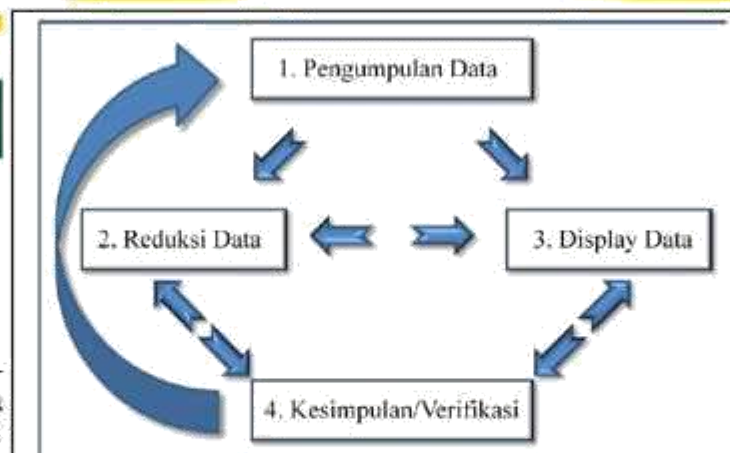 1. Pengumpulan Data
2. Reduksi Data
3. Display Data
4. Kesimpulan/Verifikasi